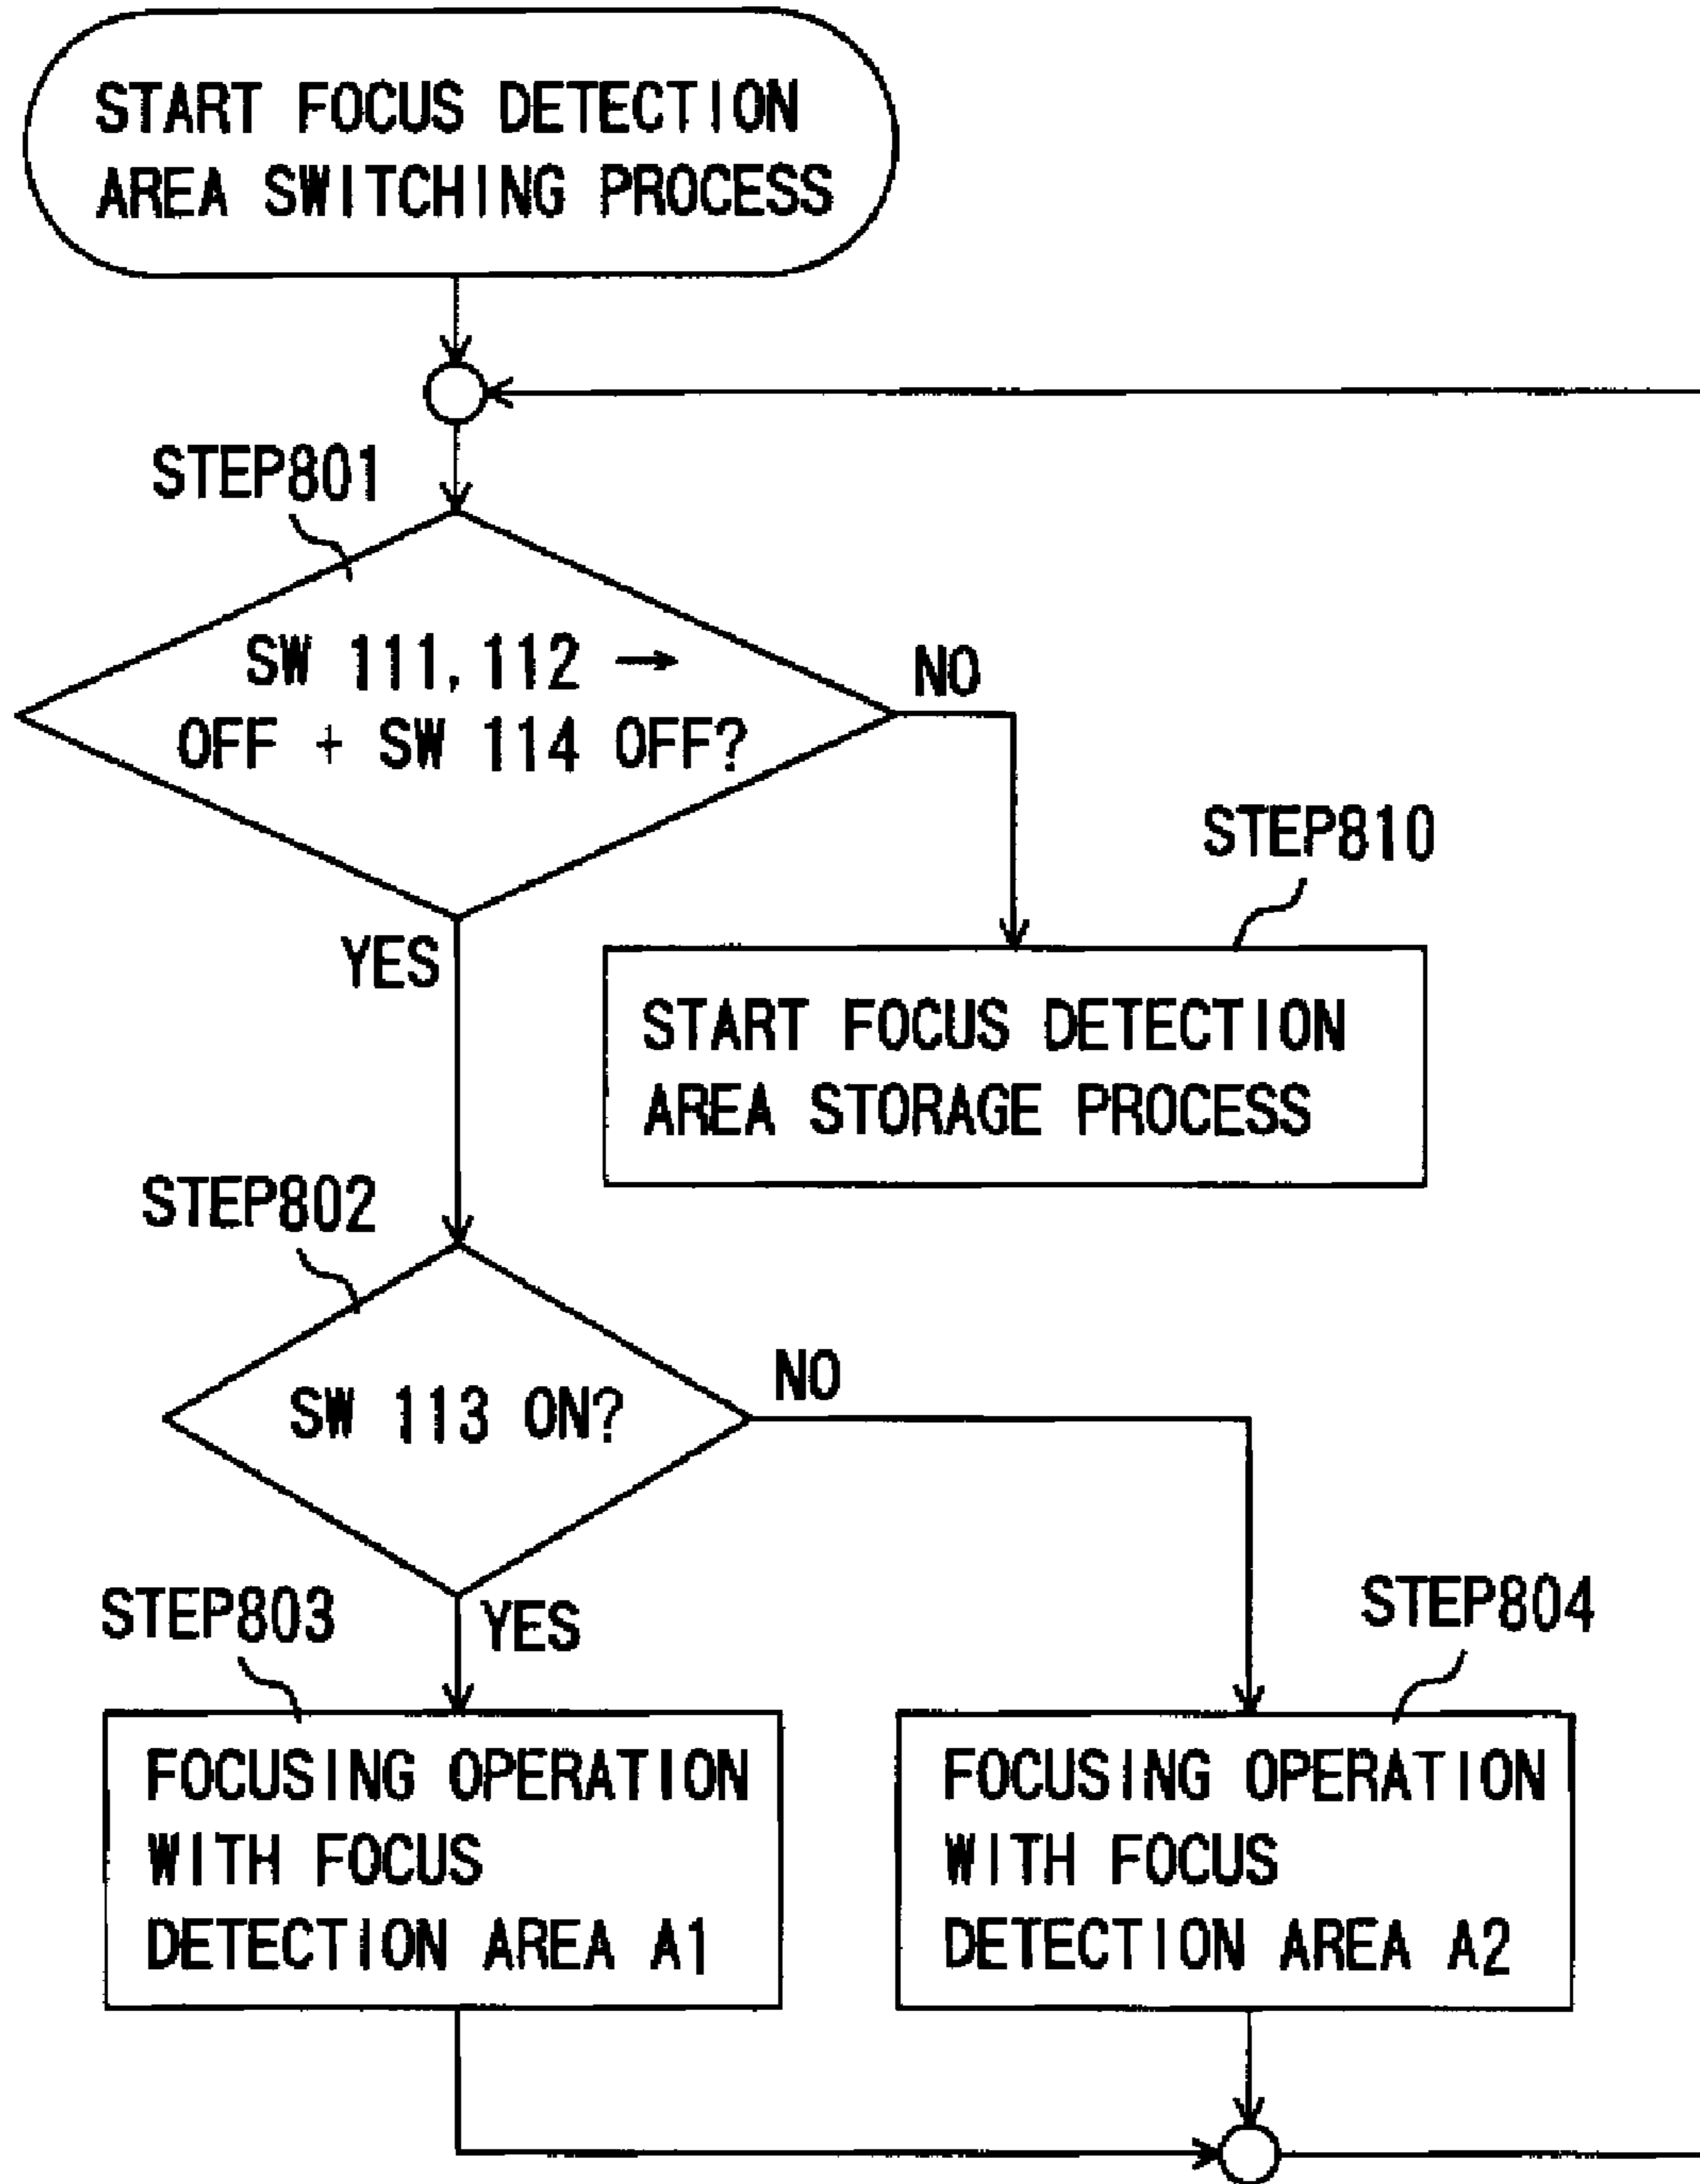 START FOCUS DETECTION
AREA SWITCHING PROCESS
STEP801
SW 111, 112 →
OFF + SW 114 OFF?
NO
STEP810
YES
START FOCUS DETECTION
AREA STORAGE PROCESS
STEP802
SW 113 ON?
NO
STEP803
YES
STEP804
FOCUSING OPERATION
WITH FOCUS
DETECTION AREA A1
FOCUSING OPERATION
WITH FOCUS
DETECTION AREA A2